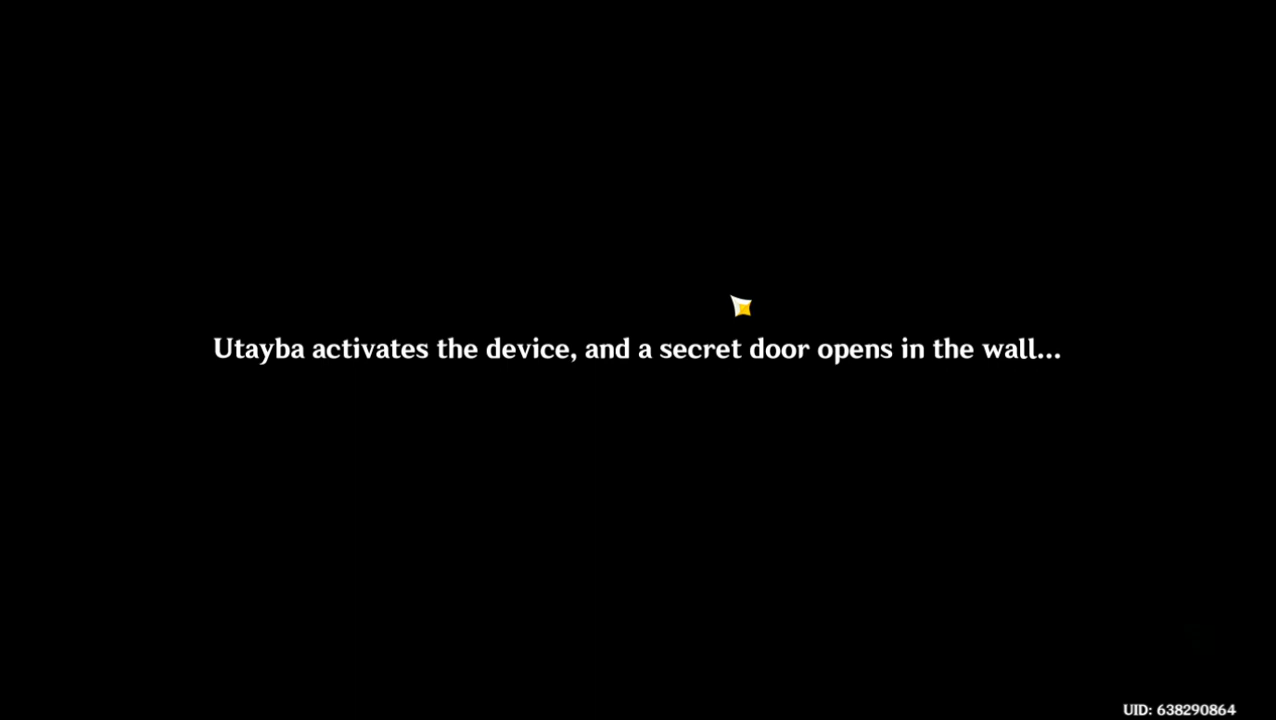 Utayba activates the device, and a secret door opens in the wall...
UID: 638290864